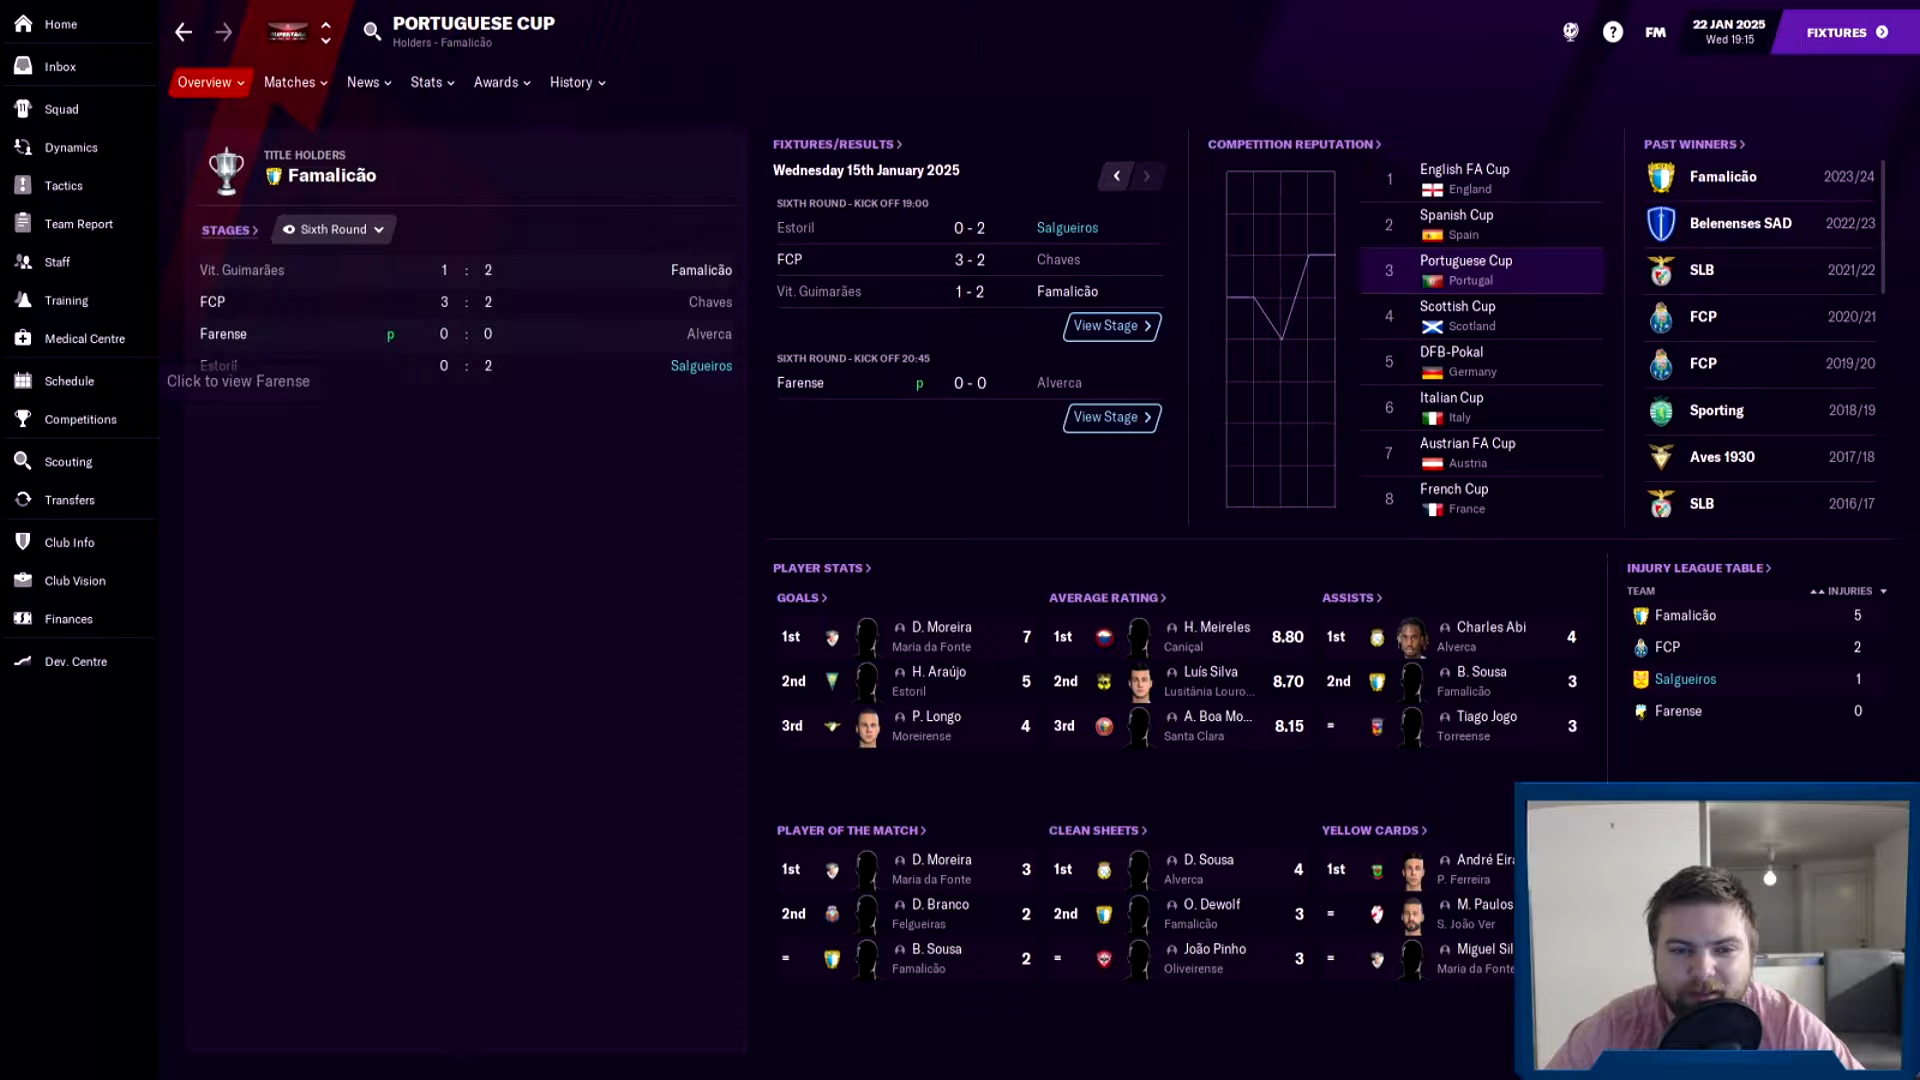 Home
Inbox
Squad
Dynamics
Tactics
Team Report
Staff
Training
Medical Centre
Schedule
Competitions
Scouting
Transfers
Club Info
Club Vision
Finances
Dev. Centre
PORTUGUESE CUP
Holders - Famalicão
?
FM
22 JAN 2025
Wed 19:15
FIXTURES
Overview
Matches
News
Stats
Awards
History
TITLE HOLDERS
Famalicão
STAGES
Sixth Round
Vit. Guimarães 1 : 2 Famalicão
FCP 3 : 2 Chaves
Farense p 0 : 0 Alverca
Estoril 0 : 2 Salgueiros
Click to view Farense
FIXTURES/RESULTS
Wednesday 15th January 2025
SIXTH ROUND - KICK OFF 19:00
Estoril 0 - 2 Salgueiros
FCP 3 - 2 Chaves
Vit. Guimarães 1 - 2 Famalicão
View Stage
SIXTH ROUND - KICK OFF 20:45
Farense p 0 - 0 Alverca
View Stage
COMPETITION REPUTATION
1 English FA Cup
England
2 Spanish Cup
Spain
3 Portuguese Cup
Portugal
4 Scottish Cup
Scotland
5 DFB-Pokal
Germany
6 Italian Cup
Italy
7 Austrian FA Cup
Austria
8 French Cup
France
PAST WINNERS
Famalicão 2023/24
Belenenses SAD 2022/23
SLB 2021/22
FCP 2020/21
FCP 2019/20
Sporting 2018/19
Aves 1930 2017/18
SLB 2016/17
PLAYER STATS
GOALS
1st D. Moreira 7
Maria da Fonte
2nd H. Araújo 5
Estoril
3rd P. Longo 4
Moreirense
AVERAGE RATING
1st H. Meireles 8.80
Caniçal
2nd Luís Silva 8.70
Lusitânia Louro...
3rd A. Boa Mo... 8.15
Santa Clara
ASSISTS
1st Charles Abi 4
Alverca
2nd B. Sousa 3
Famalicão
= Tiago Jogo 3
Torreense
INJURY LEAGUE TABLE
TEAM INJURIES
Famalicão 5
FCP 2
Salgueiros 1
Farense 0
PLAYER OF THE MATCH
1st D. Moreira 3
Maria da Fonte
2nd D. Branco 2
Felgueiras
= B. Sousa 2
Famalicão
CLEAN SHEETS
1st D. Sousa 4
Alverca
2nd O. Dewolf 3
Famalicão
= João Pinho 3
Oliveirense
YELLOW CARDS
1st André Eira
P. Ferreira
= M. Paulos
S. João Ver
= Miguel Sil
Maria da Fonte